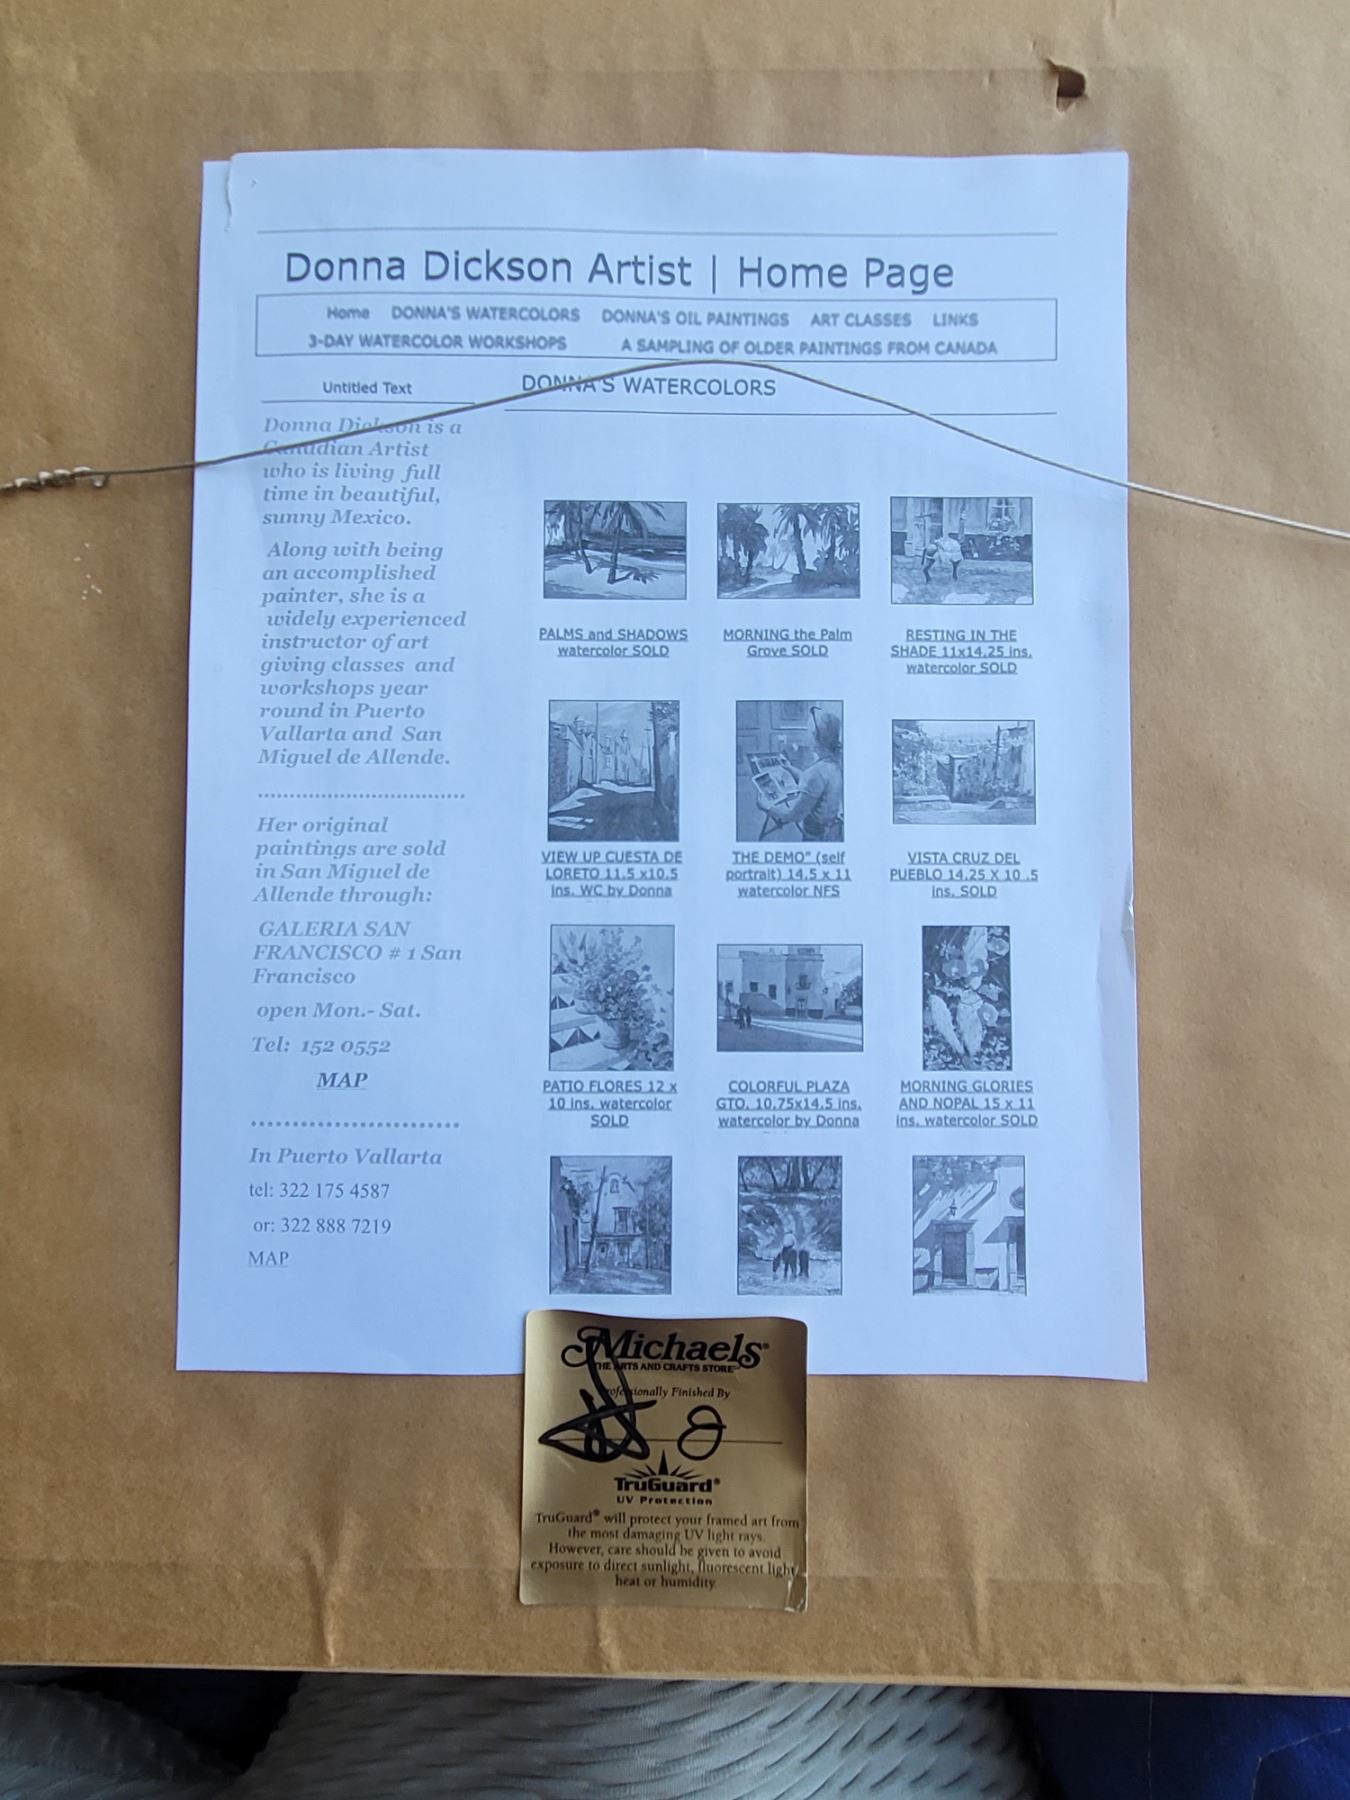 Donna Dickson Artist | Home Page
Home DONNA'S WATERCOLORS DONNA'S OIL PAINTINGS ART CLASSES LINKS
3-DAY WATERCOLOR WORKSHOPS A SAMPLING OF OLDER PAINTINGS FROM CANADA
Untitled Text
Donna Dickson is a
Canadian Artist
who is living full
time in beautiful,
sunny Mexico.
Along with being
an accomplished
painter, she is a
widely experienced
instructor of art
giving classes and
workshops year
round in Puerto
Vallarta and San
Miguel de Allende.
Her original
paintings are sold
in San Miguel de
Allende through:
GALERIA SAN
FRANCISCO # 1 San
Francisco
open Mon.- Sat.
Tel: 152 0552
MAP
In Puerto Vallarta
tel: 322 175 4587
or: 322 888 7219
MAP
DONNA'S WATERCOLORS
PALMS and SHADOWS
watercolor SOLD
MORNING the Palm
Grove SOLD
RESTING IN THE
SHADE 11x14.25 ins.
watercolor SOLD
VIEW UP CUESTA DE
LORETO 11.5 x10.5
ins. WC by Donna
THE DEMO" (self
portrait) 14.5 x 11
watercolor NFS
VISTA CRUZ DEL
PUEBLO 14.25 X 10 .5
ins. SOLD
PATIO FLORES 12 x
10 ins. watercolor
SOLD
COLORFUL PLAZA
GTO. 10.75x14.5 ins.
watercolor by Donna
MORNING GLORIES
AND NOPAL 15 x 11
ins. watercolor SOLD
Michaels®
THE ARTS AND CRAFTS STORE
Professionally Finished By
TruGuard®
UV Protection
TruGuard® will protect your framed art from
the most damaging UV light rays.
However, care should be given to avoid
exposure to direct sunlight, fluorescent light,
heat or humidity.